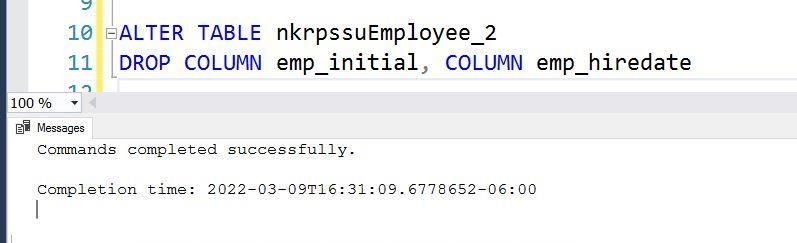 9
10 ALTER TABLE nkrpssuEmployee_2
11 DROP COLUMN emp_initial, COLUMN emp_hiredate
12
100 %
Messages
Commands completed successfully.
Completion time: 2022-03-09T16:31:09.6778652-06:00